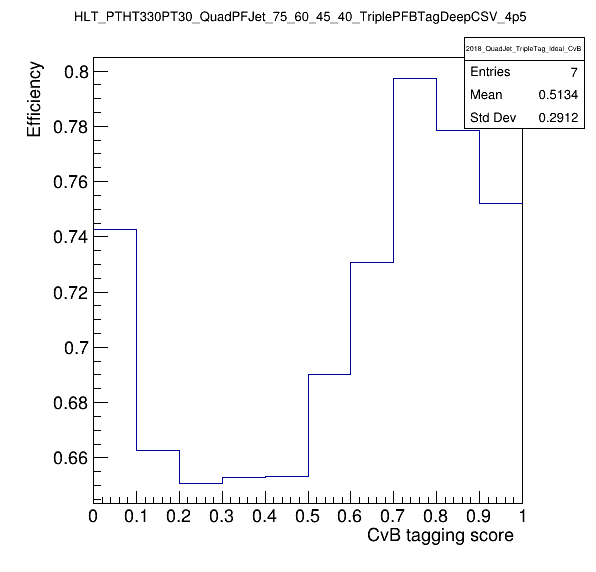 HLT_PTHT330PT30_QuadPFJet_75_60_45_40_TriplePFBTagDeepCSV_4p5
2018_QuadJet_TripleTag_Ideal_CvB
Entries 7
Mean 0.5134
Std Dev 0.2912
Efficiency
0.8
0.78
0.76
0.74
0.72
0.7
0.68
0.66
0 0.1 0.2 0.3 0.4 0.5 0.6 0.7 0.8 0.9 1
CvB tagging score